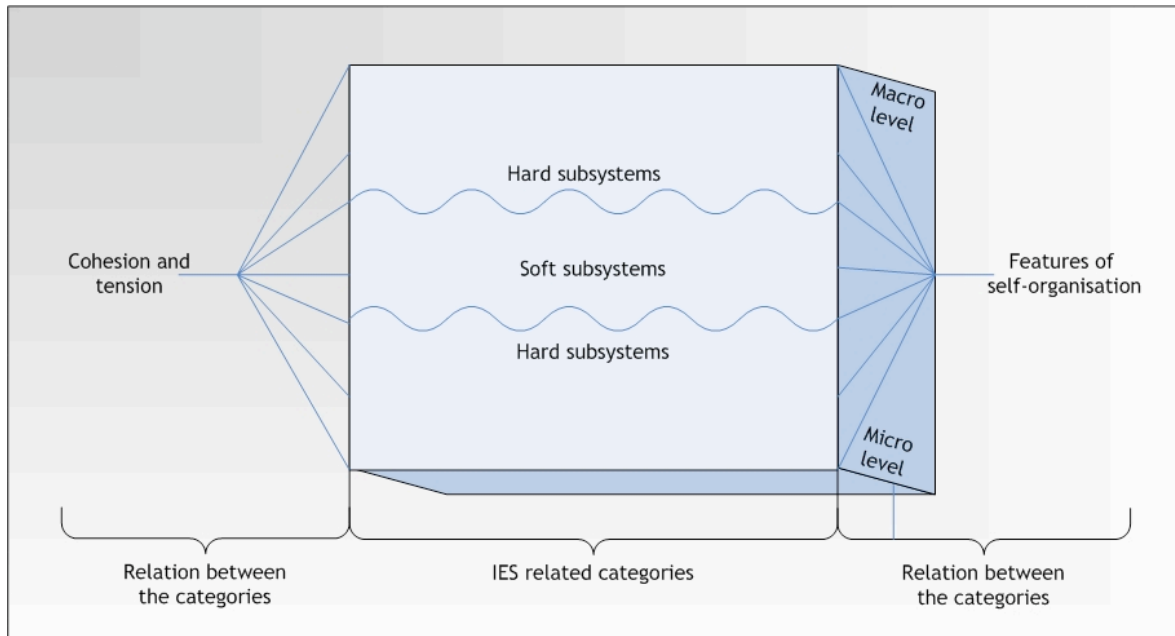 Macro
level
Hard subsystems
Cohesion and
tension
Soft subsystems
Features of
self-organisation
Hard subsystems
Micro
level
Relation between
the categories
IES related categories
Relation between
the categories